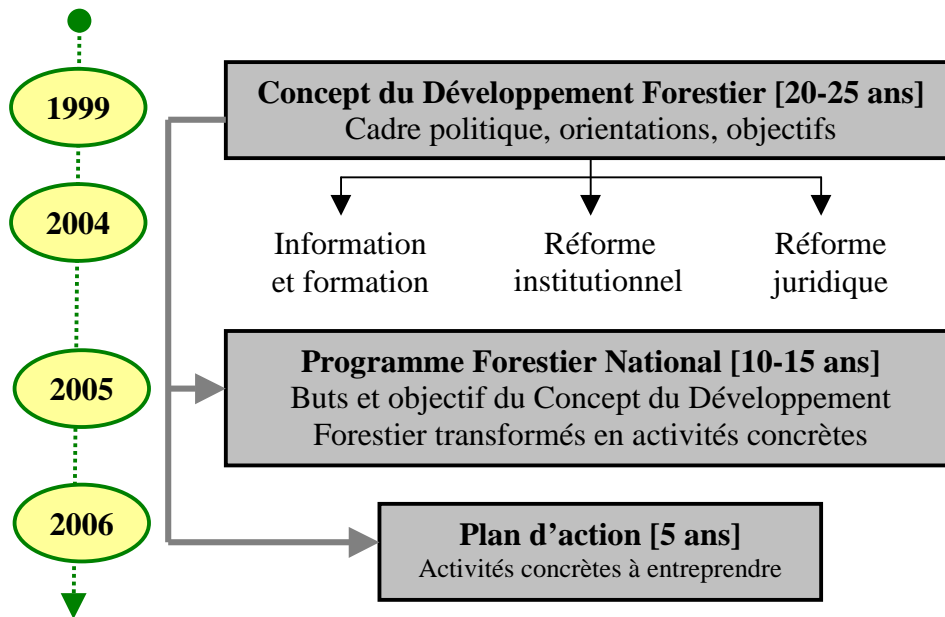 1999
Concept du Développement Forestier [20-25 ans]
Cadre politique, orientations, objectifs
2004
Information
et formation
Réforme
institutionnel
Réforme
juridique
2005
Programme Forestier National [10-15 ans]
Buts et objectif du Concept du Développement
Forestier transformés en activités concrètes
2006
Plan d’action [5 ans]
Activités concrètes à entreprendre